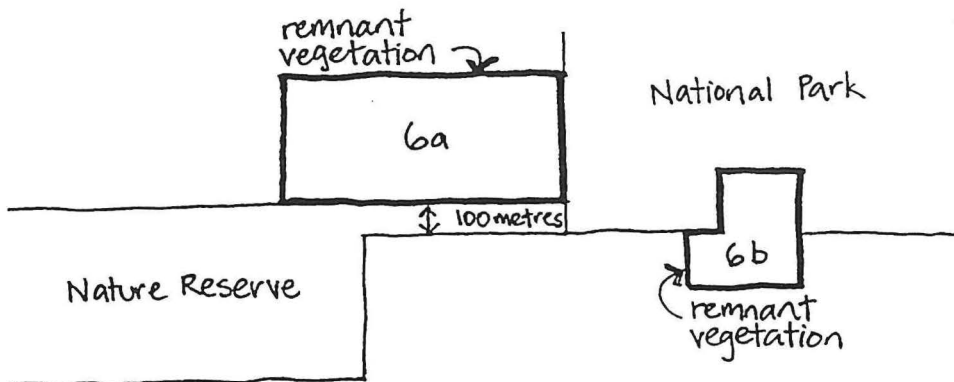 remnant
vegetation
National Park
6a
100 metres
6b
Nature Reserve
remnant
vegetation